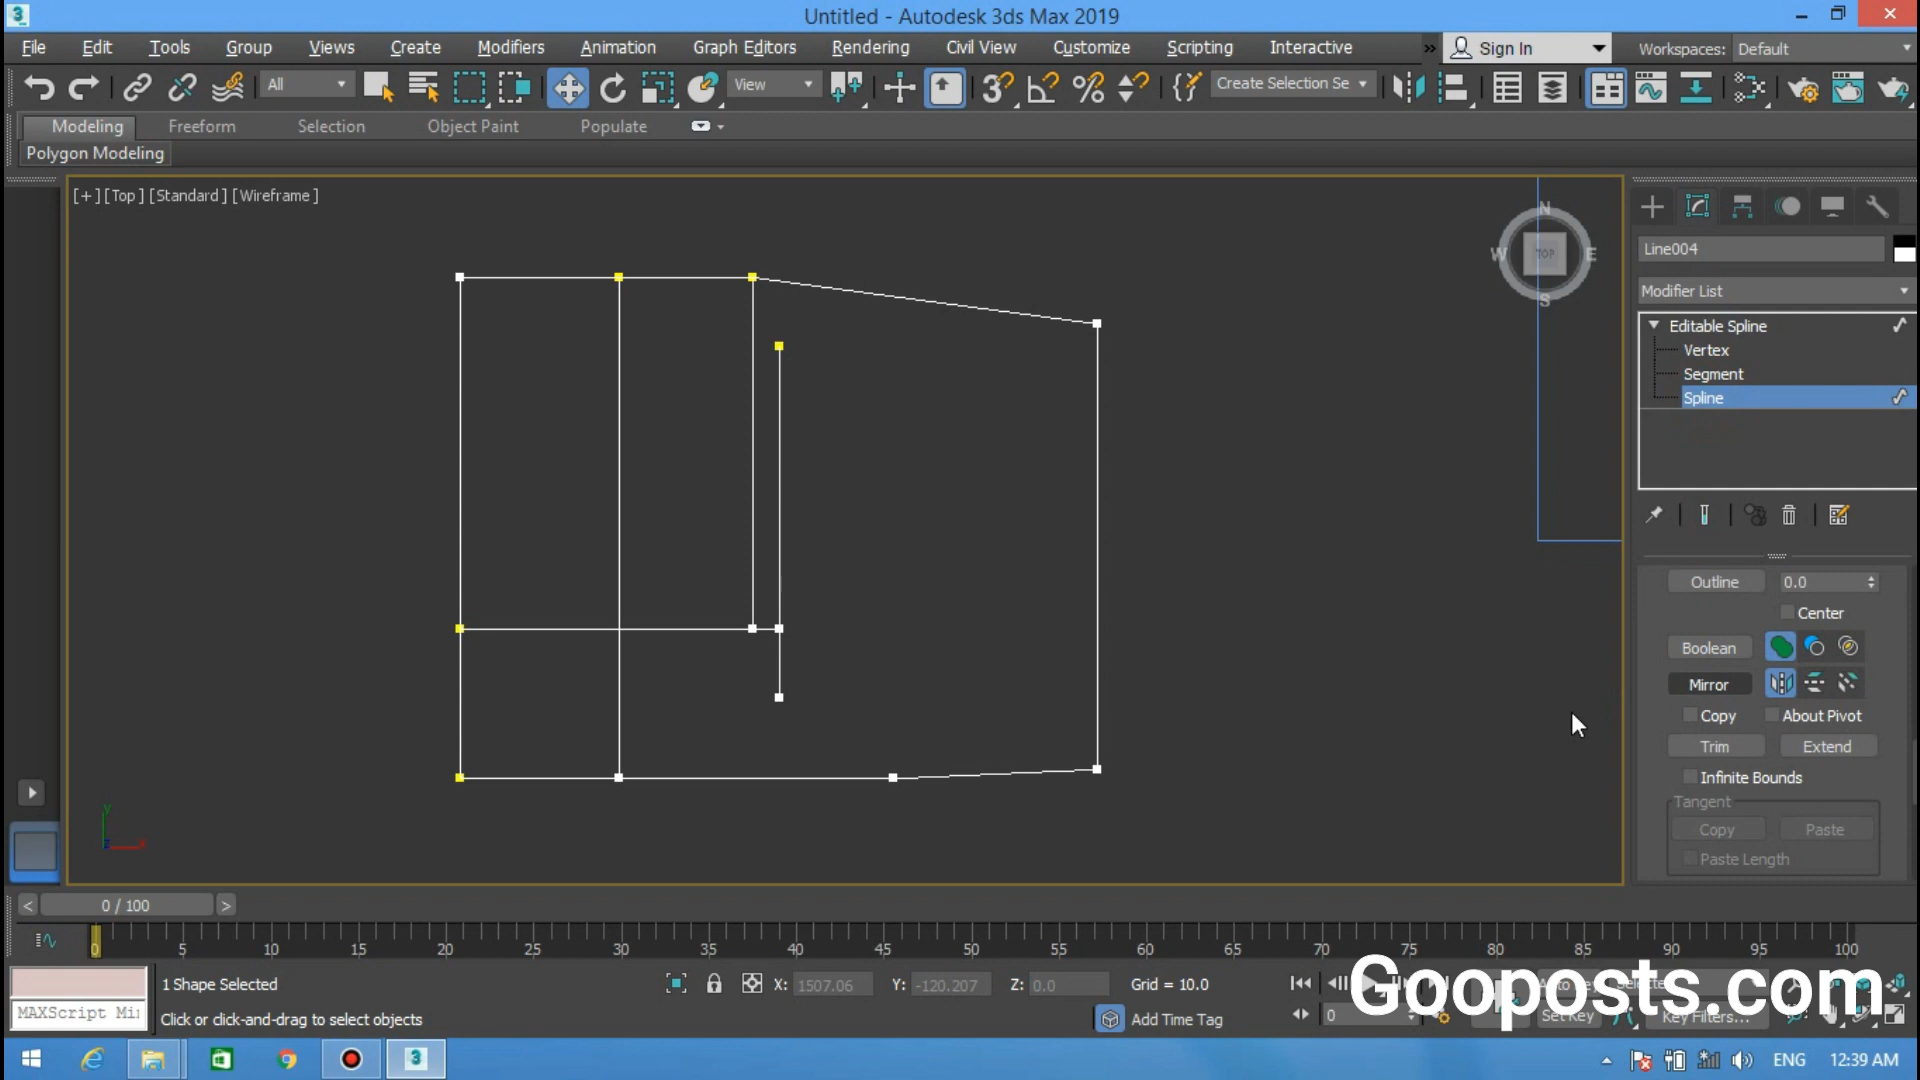 Untitled - Autodesk 3ds Max 2019
File Edit Tools Group Views Create Modifiers Animation Graph Editors Rendering Civil View Customize Scripting Interactive » Sign In Workspaces: Default
All View Create Selection Se
Modeling Freeform Selection Object Paint Populate
Polygon Modeling
[+] [Top] [Standard] [Wireframe]
N
W TOP E
S
Line004
Modifier List
Editable Spline
Vertex
Segment
Spline
Outline 0.0
Center
Boolean
Mirror
Copy About Pivot
Trim Extend
Infinite Bounds
Tangent
Copy Paste
Paste Length
y
z x
< 0 / 100 >
0 5 10 15 20 25 30 35 40 45 50 55 60 65 70 75 80 85 90 95 100
1 Shape Selected X: 1507.06 Y: -120.207 Z: 0.0 Grid = 10.0
Gooposts.com
MAXScript Mi
Click or click-and-drag to select objects Add Time Tag 0 Set Key Key Filters...
ENG 12:39 AM